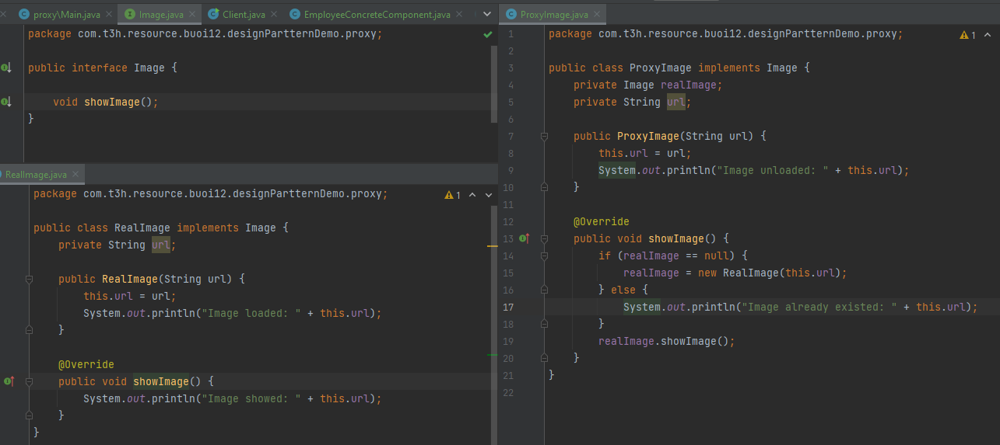 proxy\Main.java
Image.java
Client.java
EmployeeConcreteComponent.java
package com.t3h.resource.buoi12.designPartternDemo.proxy;
public interface Image {
    void showImage();
}
RealImage.java
package com.t3h.resource.buoi12.designPartternDemo.proxy;
1
public class RealImage implements Image {
    private String url;
    public RealImage(String url) {
        this.url = url;
        System.out.println("Image loaded: " + this.url);
    }
    @Override
    public void showImage() {
        System.out.println("Image showed: " + this.url);
    }
}
ProxyImage.java
1 package com.t3h.resource.buoi12.designPartternDemo.proxy;
1
2
3 public class ProxyImage implements Image {
4     private Image realImage;
5     private String url;
6
7     public ProxyImage(String url) {
8         this.url = url;
9         System.out.println("Image unloaded: " + this.url);
10     }
11
12     @Override
13     public void showImage() {
14         if (realImage == null) {
15             realImage = new RealImage(this.url);
16         } else {
17             System.out.println("Image already existed: " + this.url);
18         }
19         realImage.showImage();
20     }
21 }
22